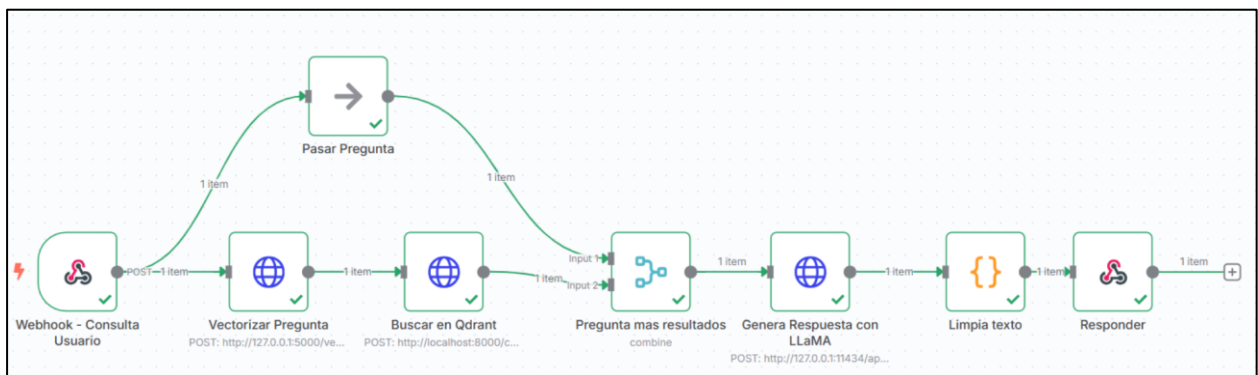 Pasar Pregunta
1 item
1 item
POST
1 item
1 item
1 item
Input 1
Input 2
1 item
1 item
1 item
1 item
Webhook - Consulta
Usuario
Vectorizar Pregunta
POST: http://127.0.0.1:5000/ve...
Buscar en Qdrant
POST: http://localhost:8000/c...
Pregunta mas resultados
combine
Genera Respuesta con
LLaMA
POST: http://127.0.0.1:11434/ap...
Limpia texto
Responder